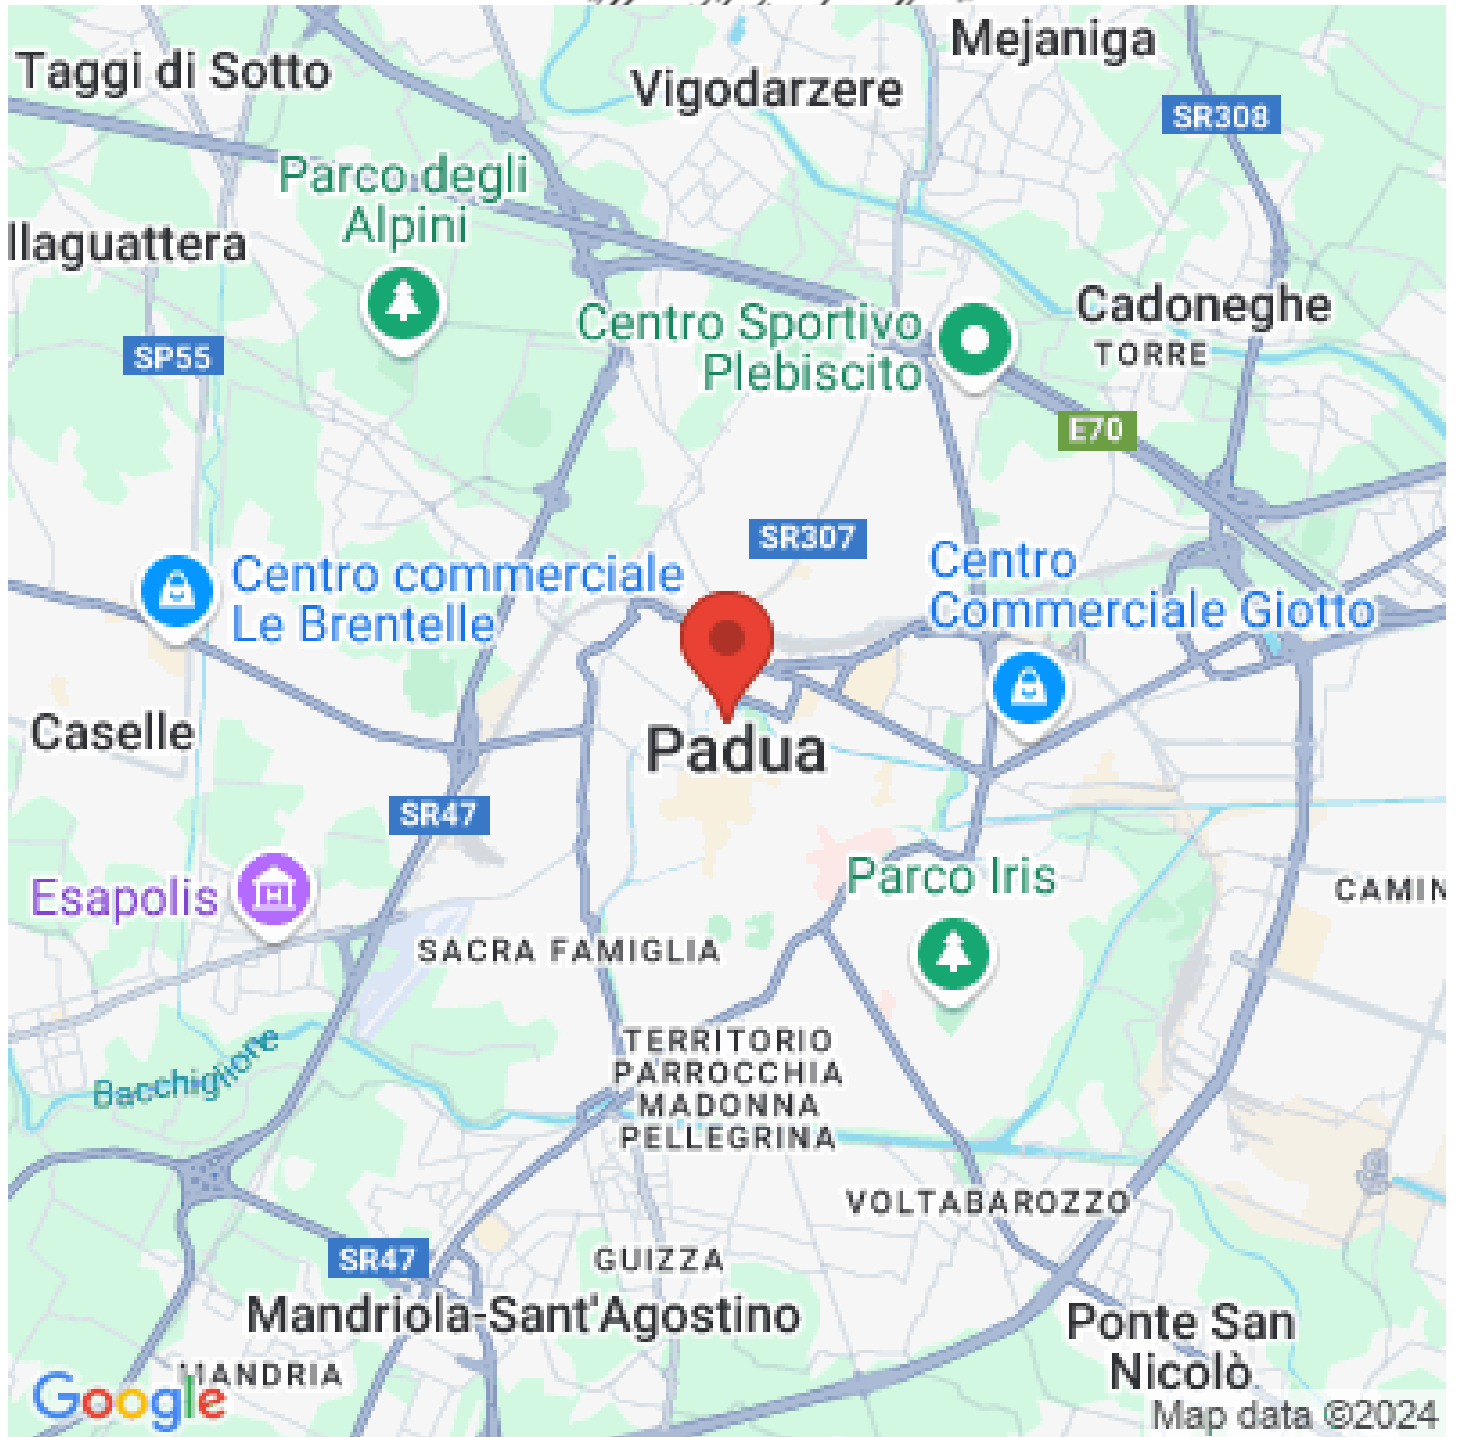 Mejaniga
Taggi di Sotto
Vigodarzere
SR308
Parco degli
Alpini
llaguattera
Cadoneghe
Centro Sportivo
Plebiscito
TORRE
SP55
E70
SR307
Centro
Commerciale Giotto
Centro commerciale
Le Brentelle
Caselle
Padua
SR47
Parco Iris
Esapolis
CAMIN
SACRA FAMIGLIA
TERRITORIO
PARROCCHIA
MADONNA
PELLEGRINA
Bacchiglione
VOLTABAROZZO
SR47
GUIZZA
Mandriola-Sant'Agostino
Ponte San
Nicolò
MANDRIA
Google
Map data ©2024